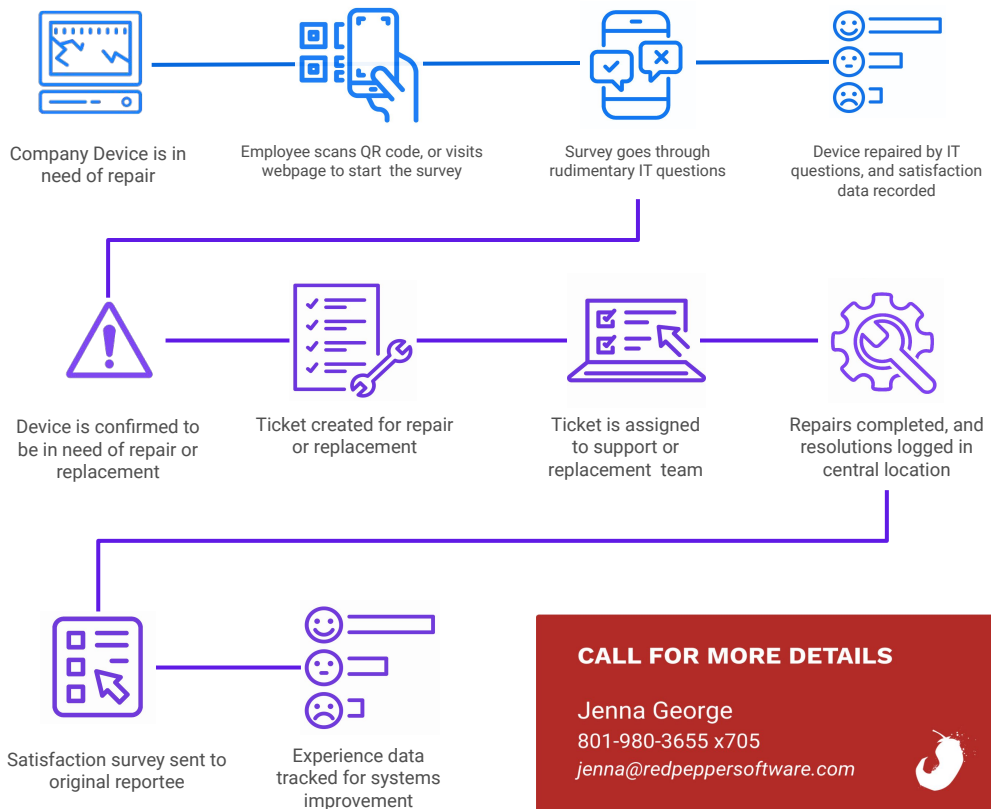 Company Device is in
need of repair
Employee scans QR code, or visits
webpage to start the survey
Survey goes through
rudimentary IT questions
Device repaired by IT
questions, and satisfaction
data recorded
Device is confirmed to
be in need of repair or
replacement
Ticket created for repair
or replacement
Ticket is assigned
to support or
replacement team
Repairs completed, and
resolutions logged in
central location
Satisfaction survey sent to
original reportee
Experience data
tracked for systems
improvement
CALL FOR MORE DETAILS
Jenna George
801-980-3655 x705
jenna@redpeppersoftware.com